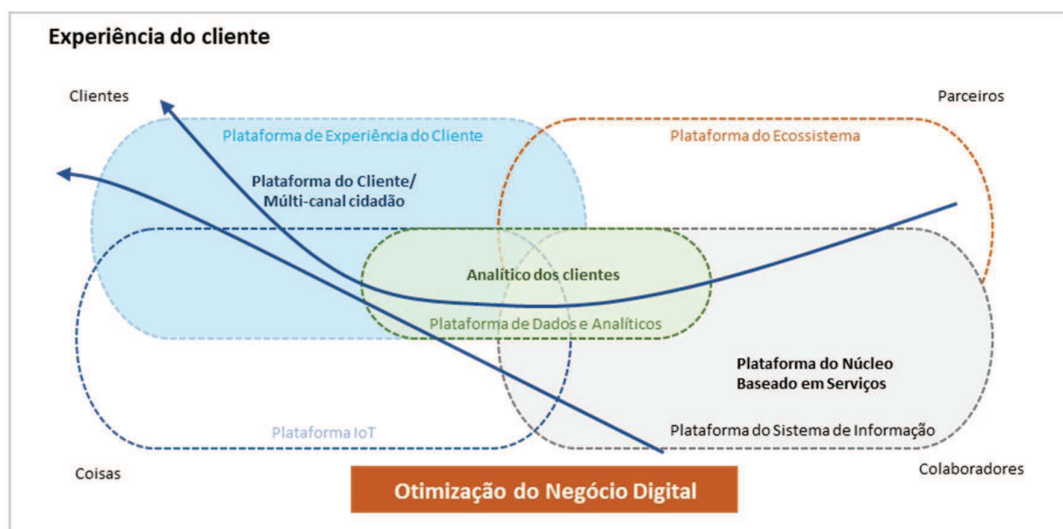 Experiência do cliente
Clientes
Parceiros
Plataforma de Experiência do Cliente
Plataforma do Ecossistema
Plataforma do Cliente/
Múlti-canal cidadão
Analítico dos clientes
Plataforma de Dados e Analíticos
Plataforma do Núcleo
Baseado em Serviços
Plataforma IoT
Plataforma do Sistema de Informação
Coisas
Colaboradores
Otimização do Negócio Digital